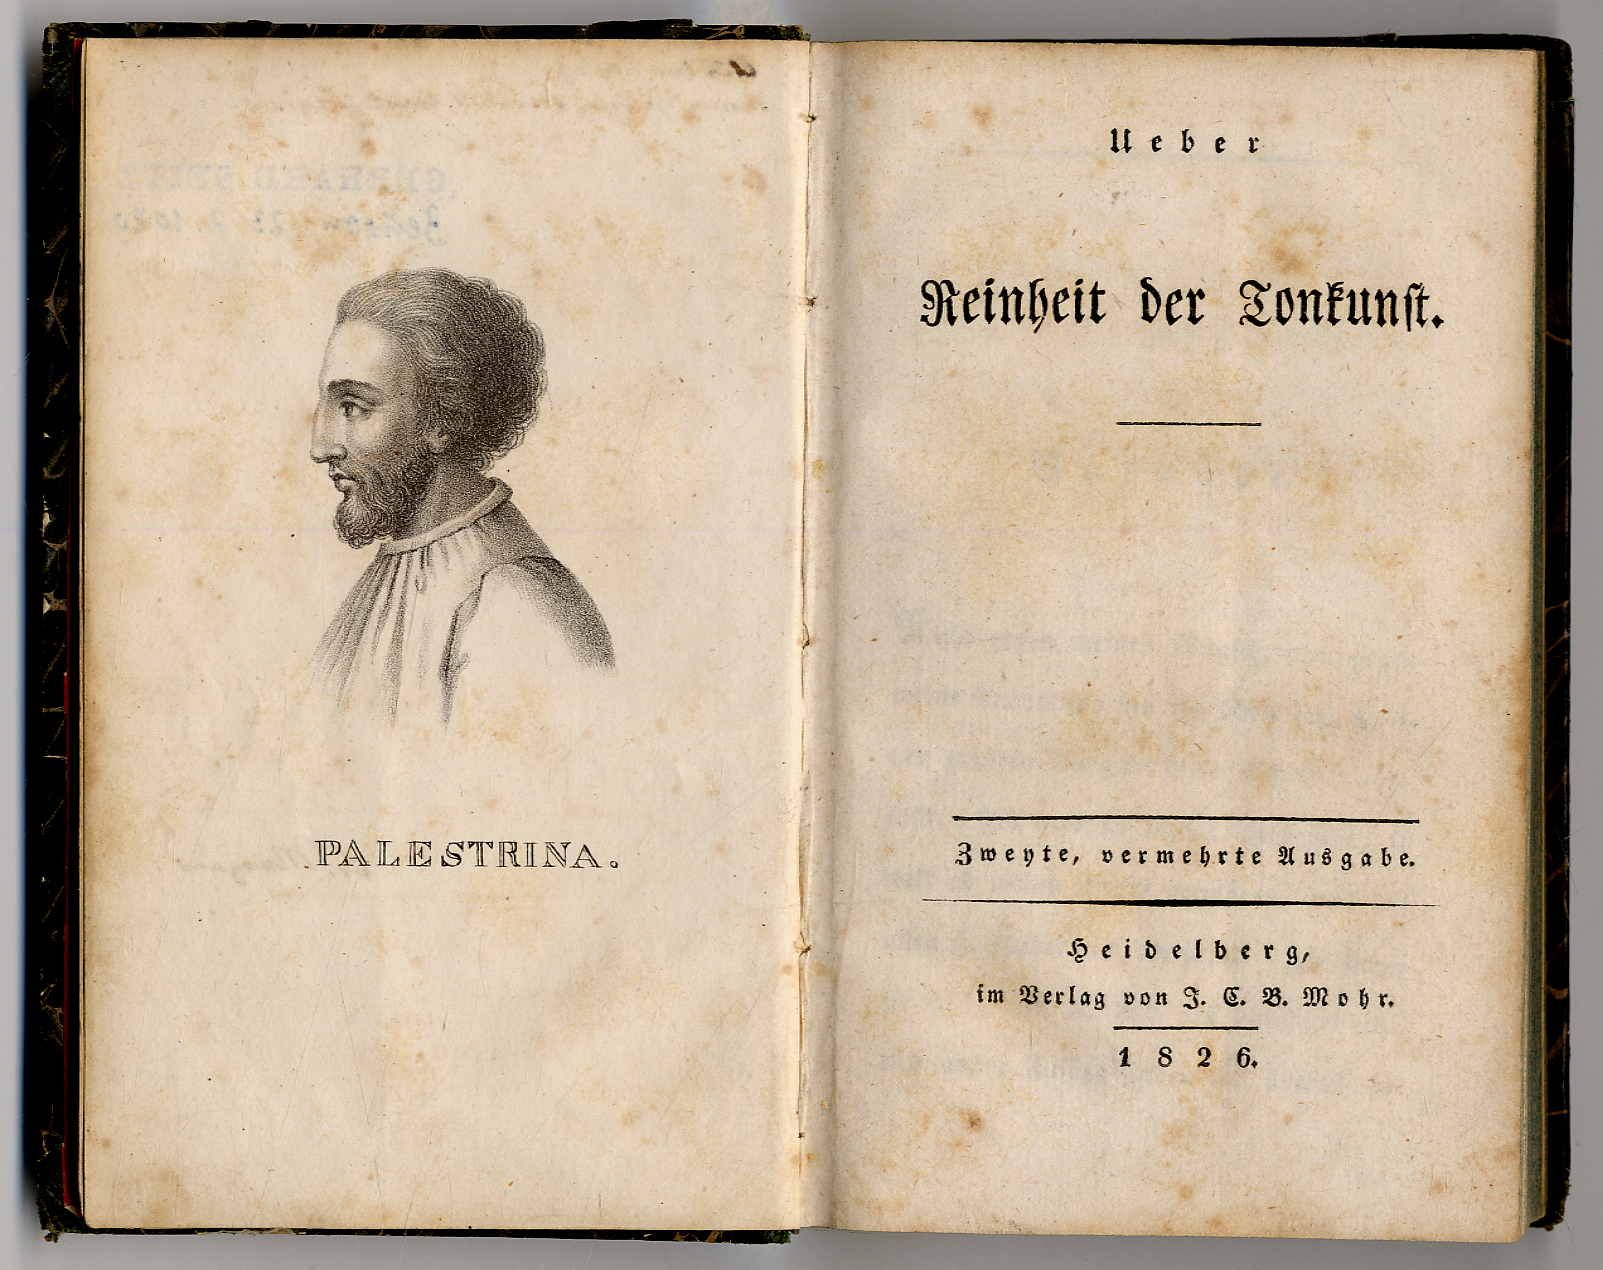 PALESTRINA.
Ueber
Reinheit der Tonkunſt.
Zweyte, vermehrte Ausgabe.
Heidelberg,
im Verlag von J. C. B. Mohr.
1826.